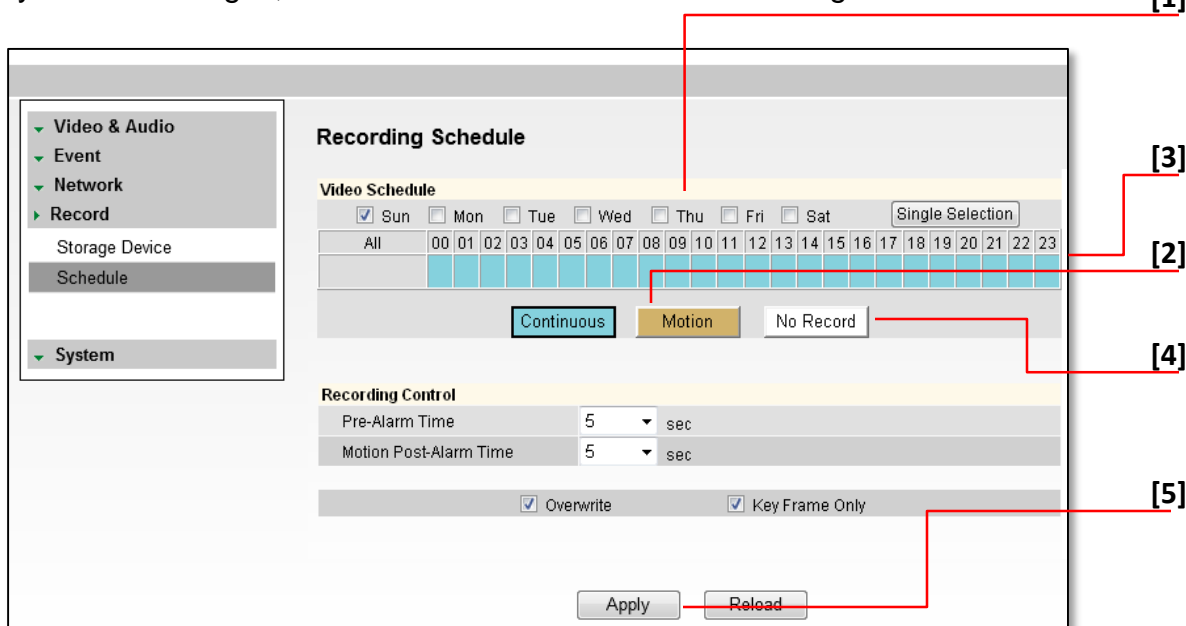 [1]
Video & Audio
Event
Network
Record
Storage Device
Schedule
System
Recording Schedule
Video Schedule
Sun Mon Tue Wed Thu Fri Sat Single Selection
All 00 01 02 03 04 05 06 07 08 09 10 11 12 13 14 15 16 17 18 19 20 21 22 23
[3]
[2]
Continuous Motion No Record
[4]
Recording Control
Pre-Alarm Time 5 sec
Motion Post-Alarm Time 5 sec
Overwrite Key Frame Only
[5]
Apply Reload